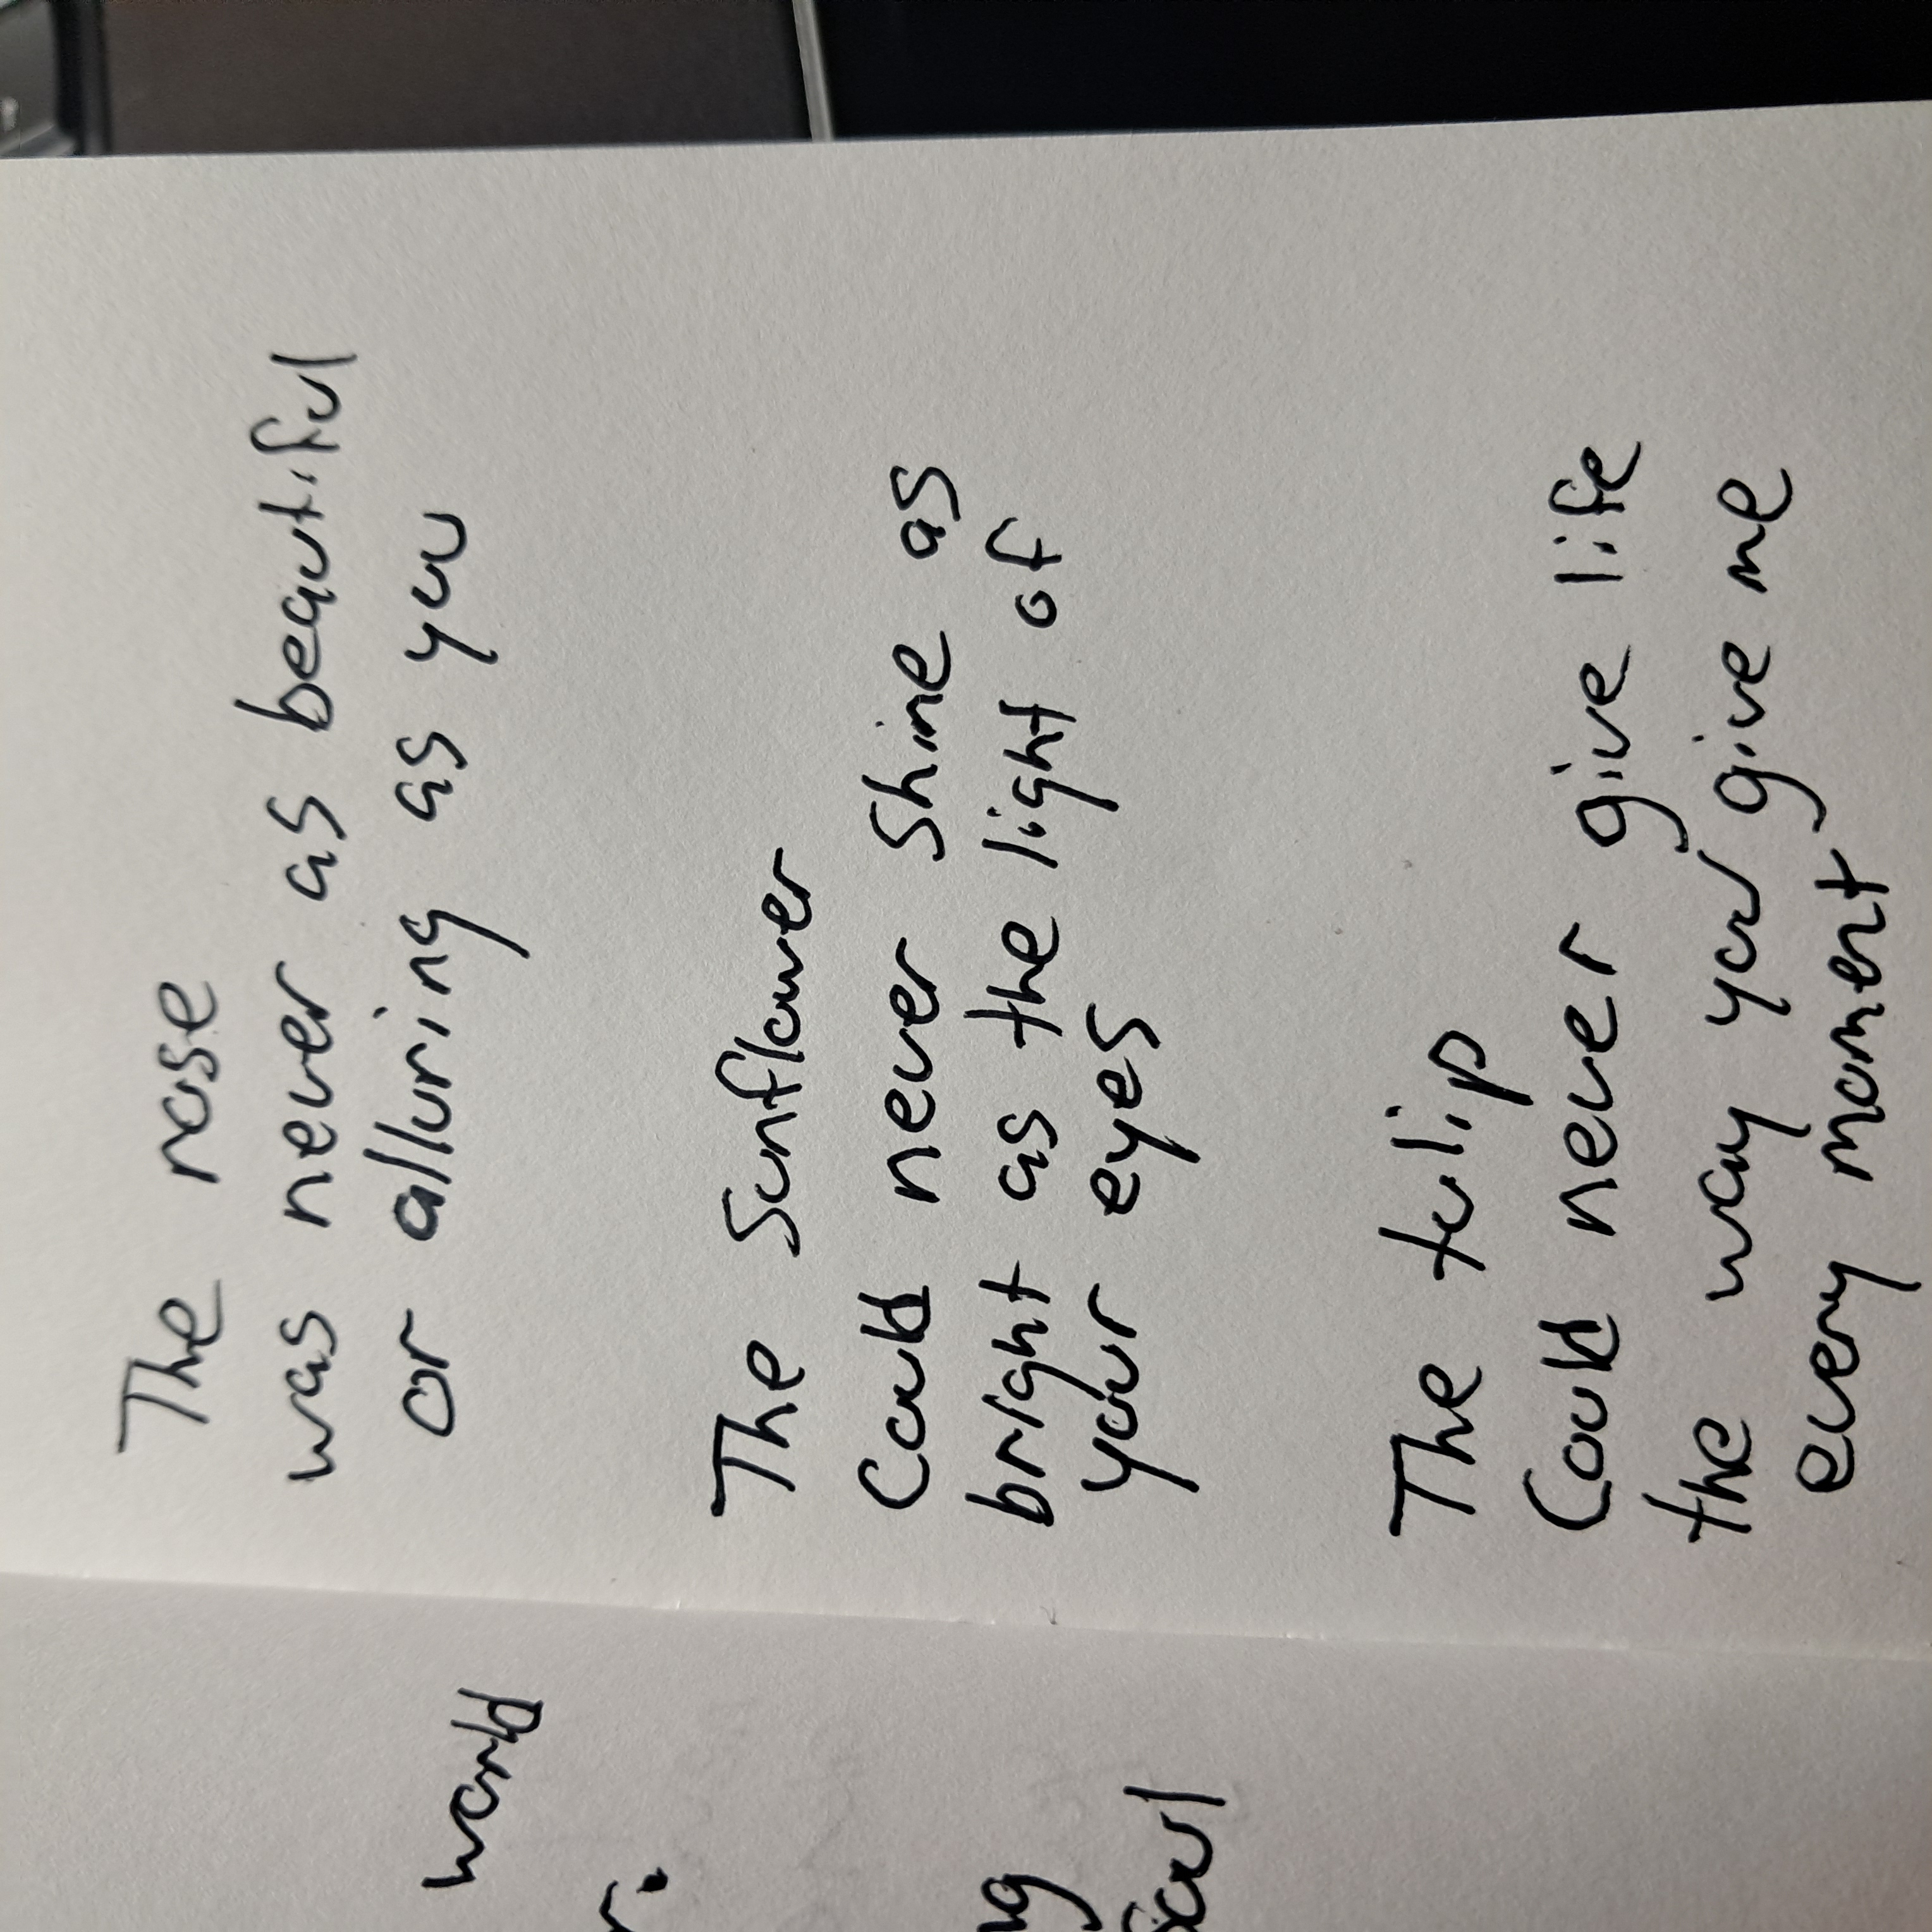 world
r.
ng
Soul
The rose
was never as beautiful
or alluring as you
The Sunflower
Could never Shine as
bright as the light of
your eyes
The tulip
Could never give life
the way you give me
every moment